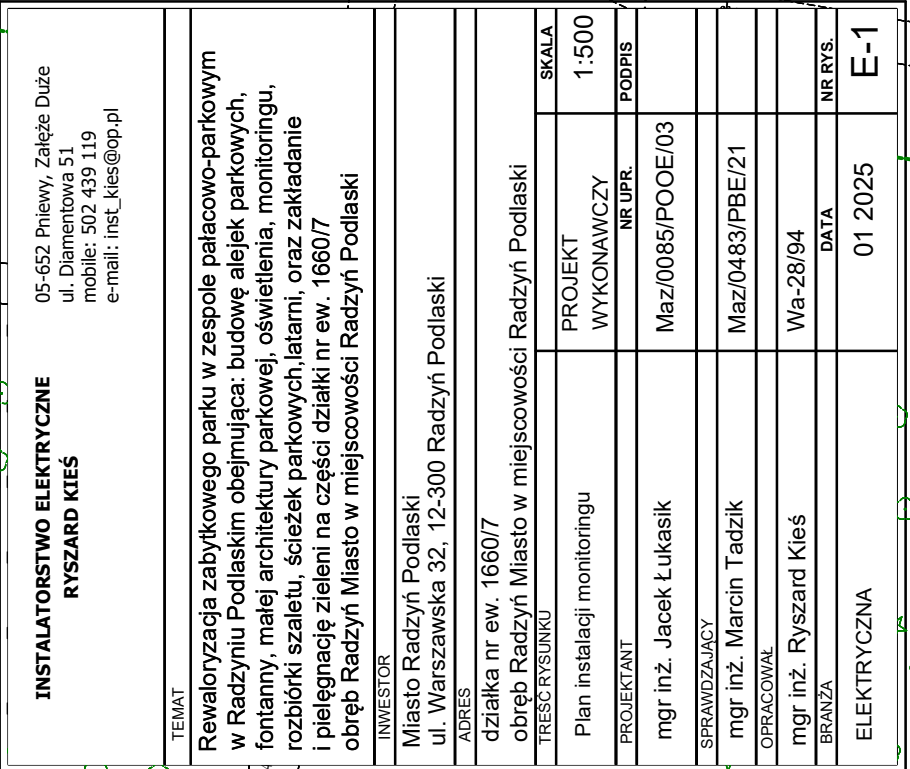 INSTALATORSTWO ELEKTRYCZNE
RYSZARD KIEŚ
05-652 Pniewy, Załęże Duże
ul. Diamentowa 51
mobile: 502 439 119
e-mail: inst_kies@op.pl
TEMAT
Rewaloryzacja zabytkowego parku w zespole pałacowo-parkowym
w Radzyniu Podlaskim obejmująca: budowę alejek parkowych,
fontanny, małej architektury parkowej, oświetlenia, monitoringu,
rozbiórki szaletu, ścieżek parkowych,latarni, oraz zakładanie
i pielęgnację zieleni na części działki nr ew. 1660/7
obręb Radzyń Miasto w miejscowości Radzyń Podlaski
INWESTOR
Miasto Radzyń Podlaski
ul. Warszawska 32, 12-300 Radzyń Podlaski
ADRES
działka nr ew. 1660/7
obręb Radzyń Miasto w miejscowości Radzyń Podlaski
TREŚĆ RYSUNKU
SKALA
Plan instalacji monitoringu
PROJEKT
WYKONAWCZY
1:500
PROJEKTANT
NR UPR.
PODPIS
mgr inż. Jacek Łukasik
Maz/0085/POOE/03
SPRAWDZAJĄCY
mgr inż. Marcin Tadzik
Maz/0483/PBE/21
OPRACOWAŁ
mgr inż. Ryszard Kieś
Wa-28/94
BRANŻA
DATA
NR RYS.
ELEKTRYCZNA
01 2025
E-1